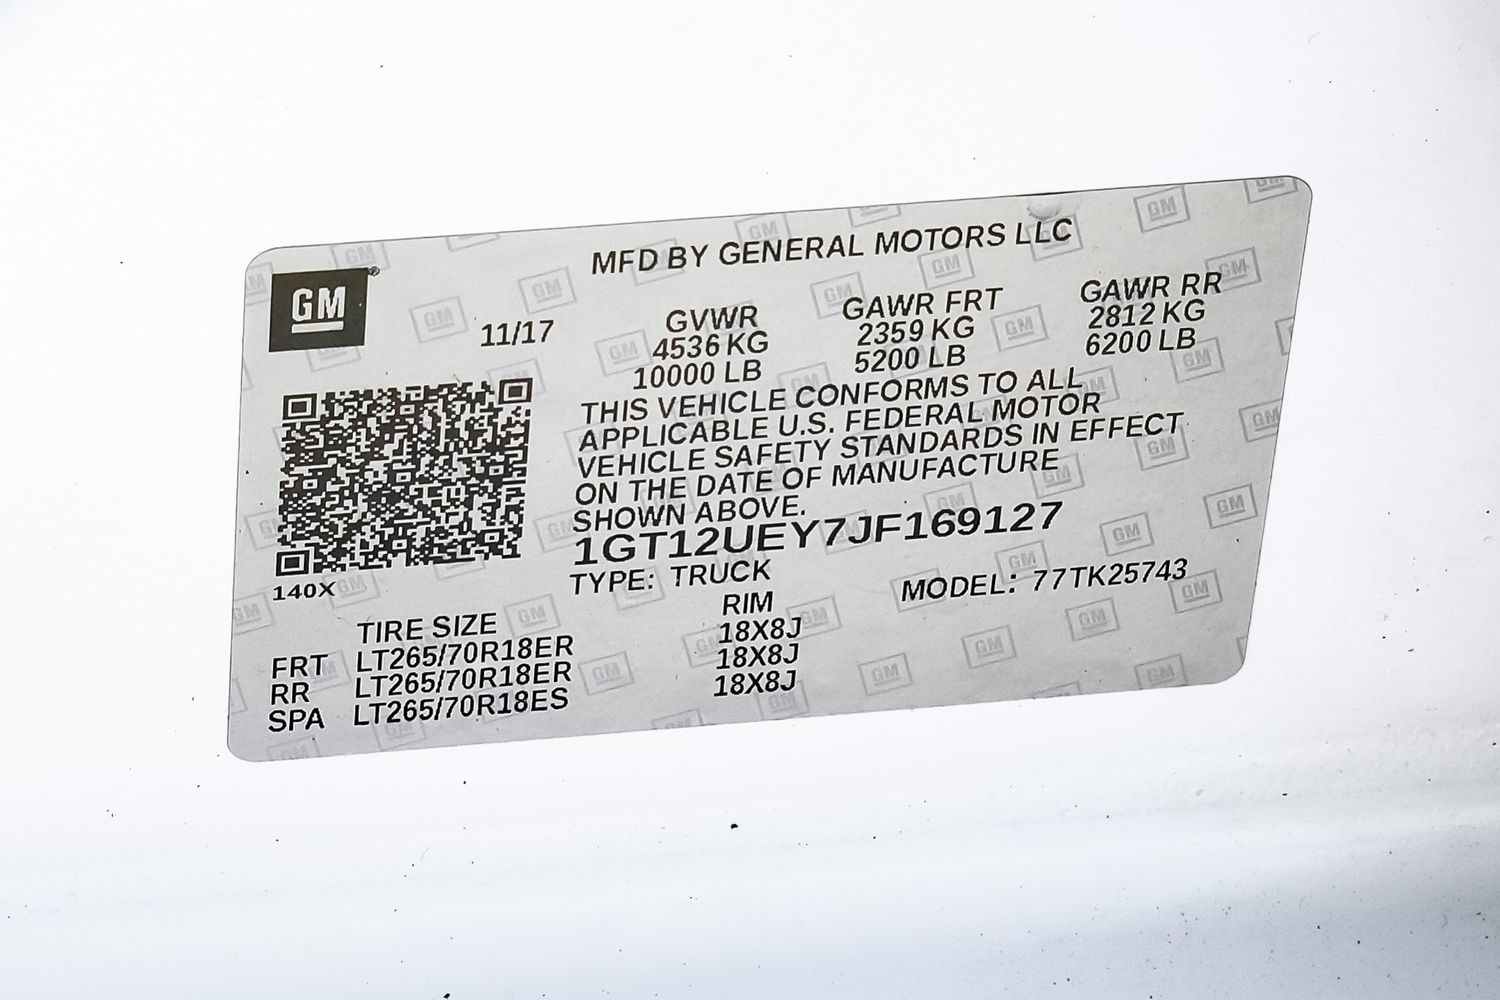 MFD BY GENERAL MOTORS LLC
GM®
11/17
GVWR GAWR FRT GAWR RR
4536 KG 2359 KG 2812 KG
10000 LB 5200 LB 6200 LB
THIS VEHICLE CONFORMS TO ALL
APPLICABLE U.S. FEDERAL MOTOR
VEHICLE SAFETY STANDARDS IN EFFECT
ON THE DATE OF MANUFACTURE
SHOWN ABOVE.
1GT12UEY7JF169127
140X
TYPE: TRUCK MODEL: 77TK25743
TIRE SIZE RIM
FRT LT265/70R18ER 18X8J
RR LT265/70R18ER 18X8J
SPA LT265/70R18ES 18X8J